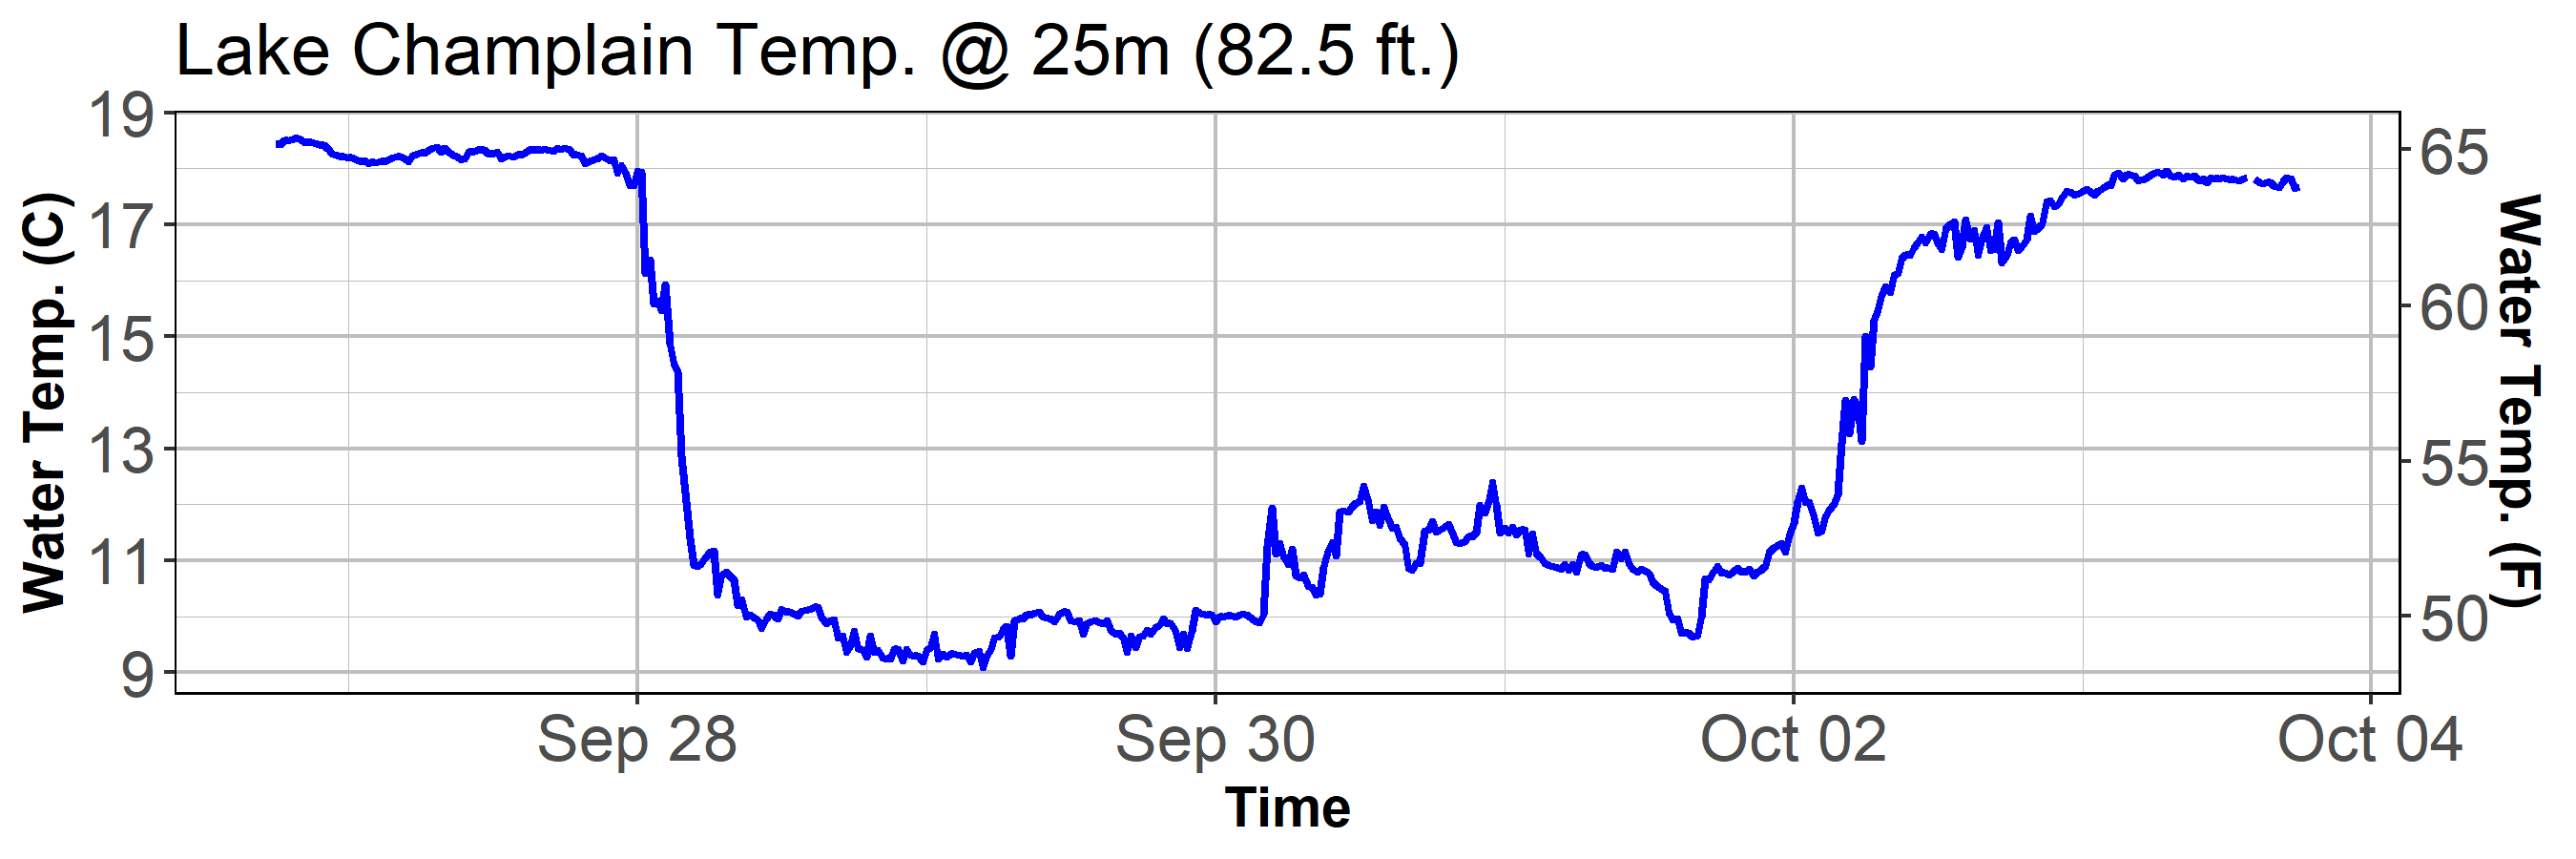 Lake Champlain Temp. @ 25m (82.5 ft.)
Water Temp. (C)
19
17
15
13
11
9
65
60
55
50
Water Temp. (F)
Sep 28 Sep 30 Oct 02 Oct 04
Time